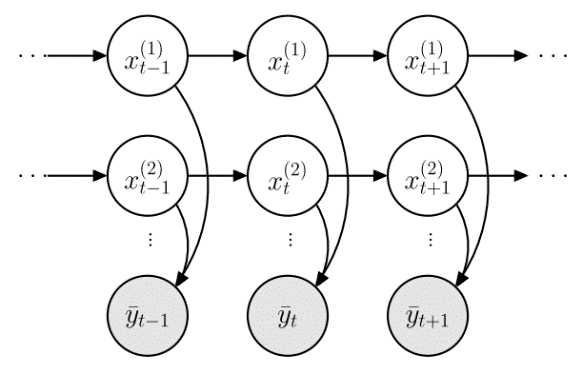 ··· x_{t−1}^{(1)} x_t^{(1)} x_{t+1}^{(1)} ···
··· x_{t−1}^{(2)} x_t^{(2)} x_{t+1}^{(2)} ···
⋮ ⋮ ⋮
ȳ_{t−1} ȳ_t ȳ_{t+1}